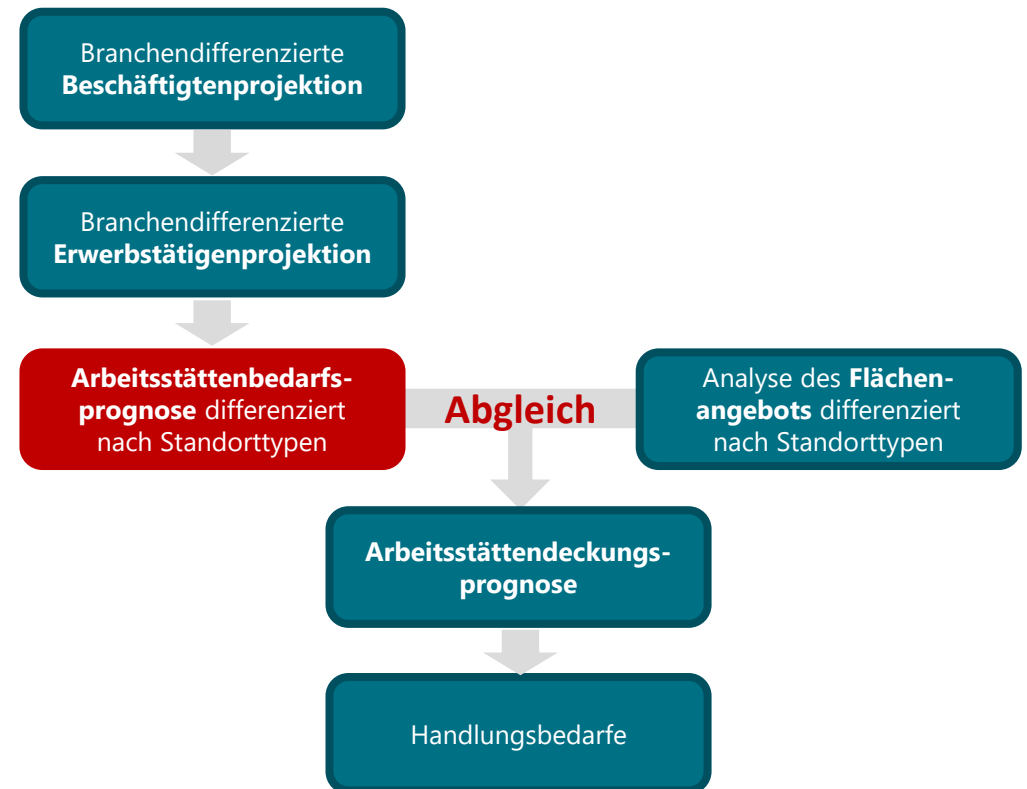 Branchendifferenzierte
Beschäftigtenprojektion
Branchendifferenzierte
Erwerbstätigenprojektion
Arbeitsstättenbedarfs-
prognose differenziert
nach Standorttypen
Abgleich
Analyse des Flächen-
angebots differenziert
nach Standorttypen
Arbeitsstättendeckungs-
prognose
Handlungsbedarfe